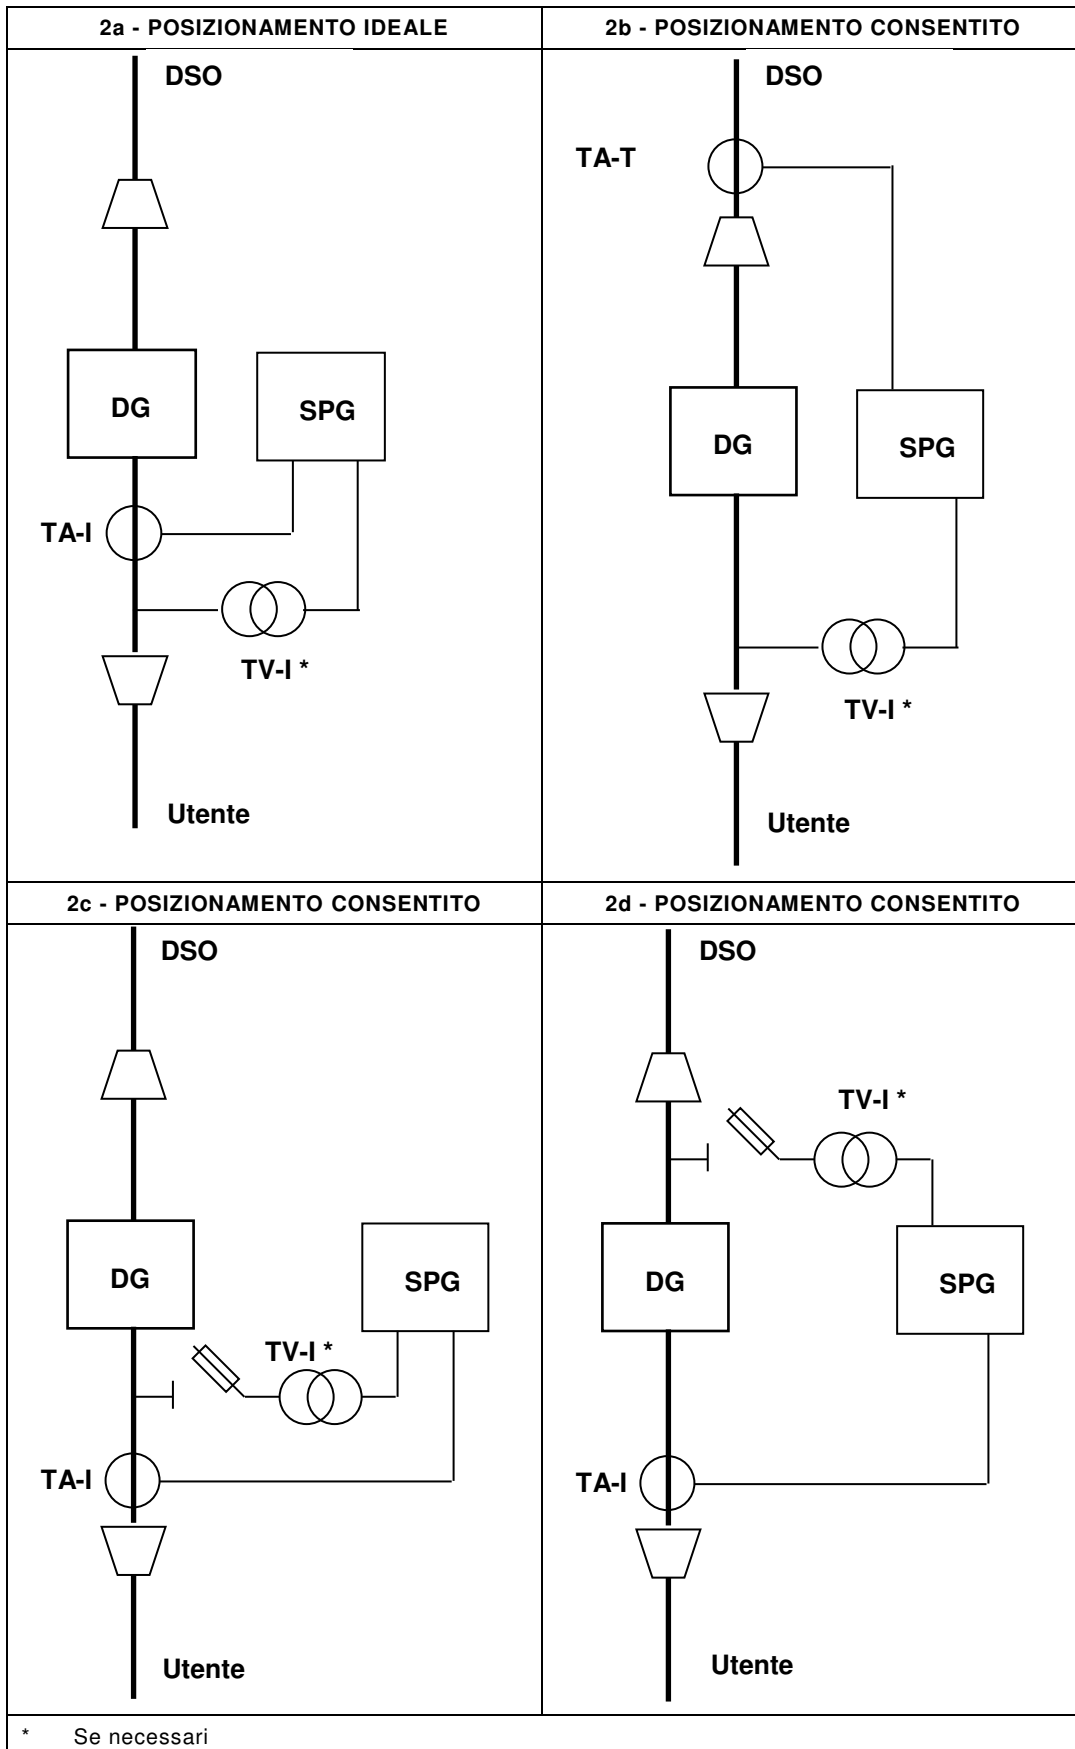 2a - POSIZIONAMENTO IDEALE
DSO
DG
SPG
TA-I
TV-I *
Utente
2b - POSIZIONAMENTO CONSENTITO
DSO
TA-T
DG
SPG
TV-I *
Utente
2c - POSIZIONAMENTO CONSENTITO
DSO
DG
SPG
TV-I *
TA-I
Utente
2d - POSIZIONAMENTO CONSENTITO
DSO
TV-I *
DG
SPG
TA-I
Utente
* Se necessari